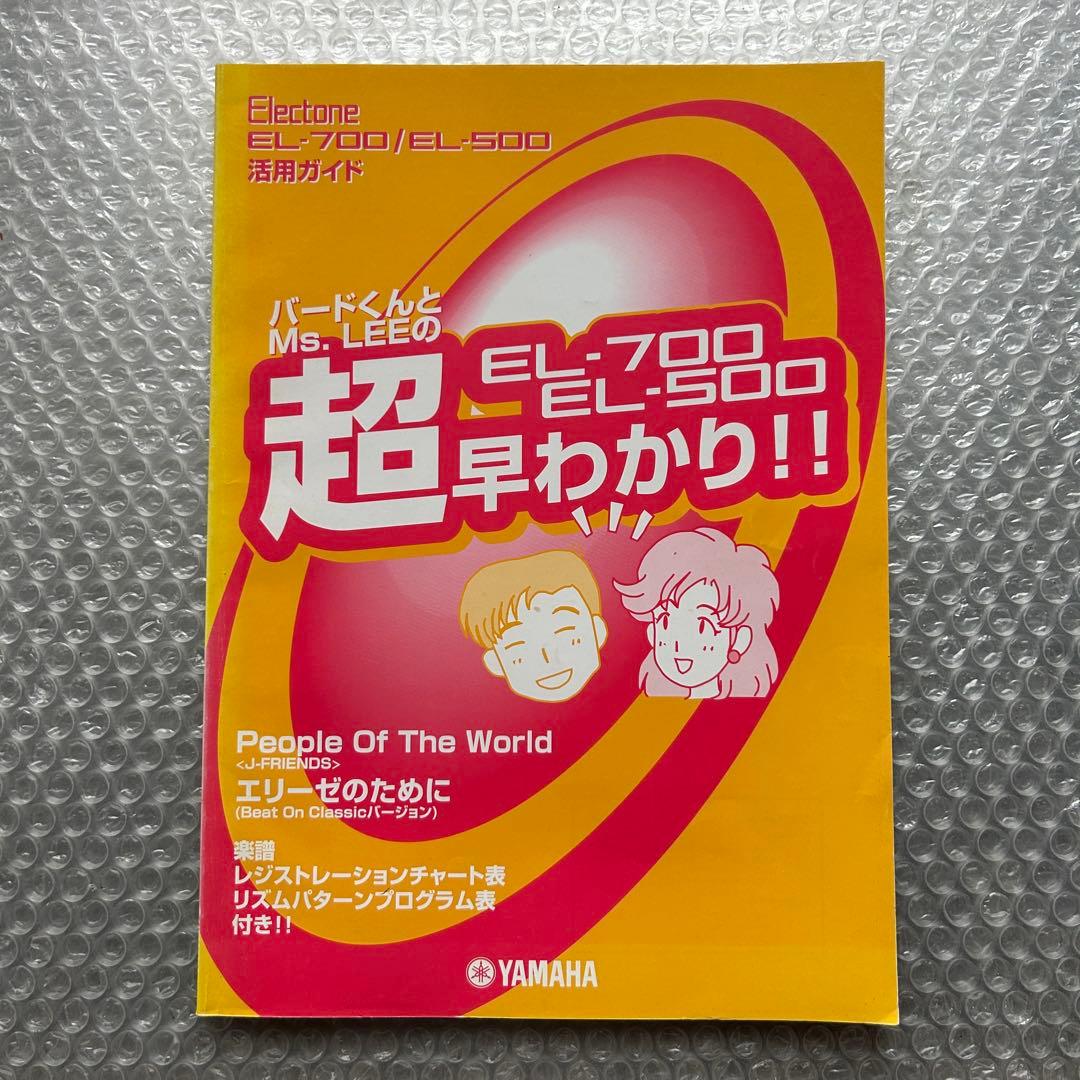 Electone
EL-700/EL-500
活用ガイド
バードくんと
Ms. LEEの
超
EL-700
EL-500
早わかり!!
People Of The World
<J-FRIENDS>
エリーゼのために
(Beat On Classicバージョン)
楽譜
レジストレーションチャート表
リズムパターンプログラム表
付き!!
YAMAHA